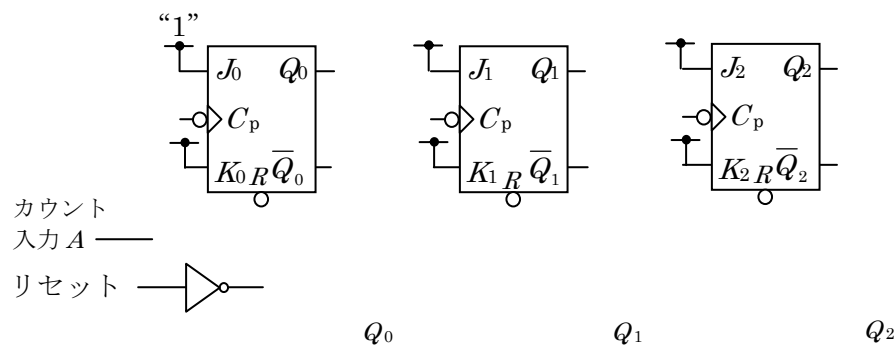 “1”
J0 Q0 J1 Q1 J2 Q2
Cp Cp Cp
K0 R Q̅0 K1 R Q̅1 K2 R Q̅2
カウント
入力 A
リセット
Q0 Q1 Q2